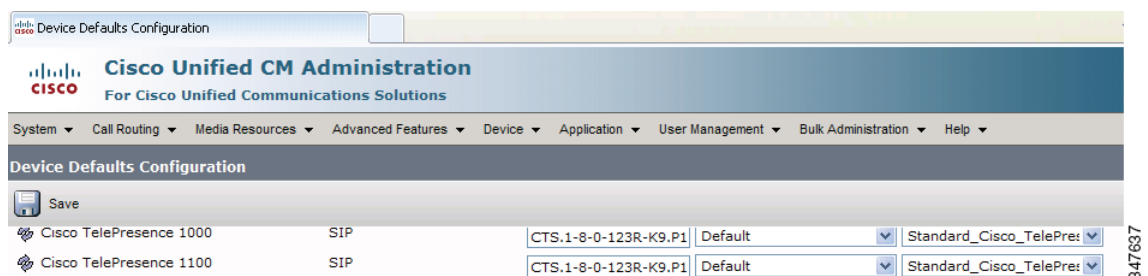 Device Defaults Configuration
Cisco Unified CM Administration
CISCO
For Cisco Unified Communications Solutions
System Call Routing Media Resources Advanced Features Device Application User Management Bulk Administration Help
Device Defaults Configuration
Save
Cisco TelePresence 1000 SIP CTS.1-8-0-123R-K9.P1 Default Standard_Cisco_TelePres
Cisco TelePresence 1100 SIP CTS.1-8-0-123R-K9.P1 Default Standard_Cisco_TelePres
347637